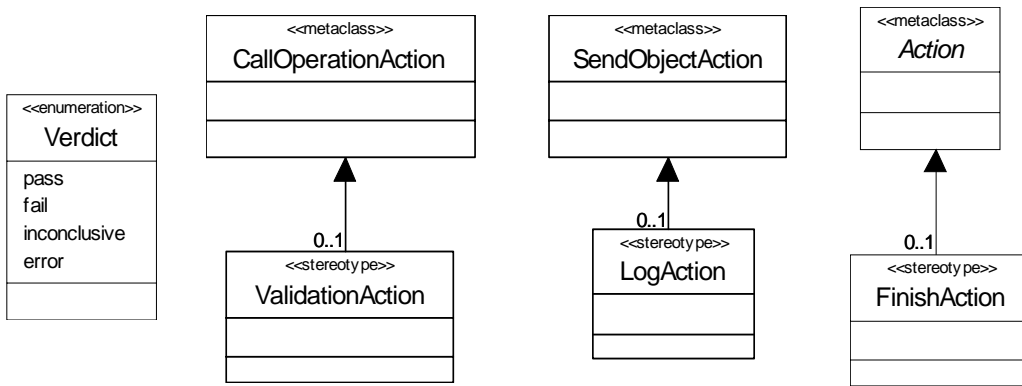 <<enumeration>>
Verdict
pass
fail
inconclusive
error
<<metaclass>>
CallOperationAction
0..1
<<stereotype>>
ValidationAction
<<metaclass>>
SendObjectAction
0..1
<<stereotype>>
LogAction
<<metaclass>>
Action
0..1
<<stereotype>>
FinishAction